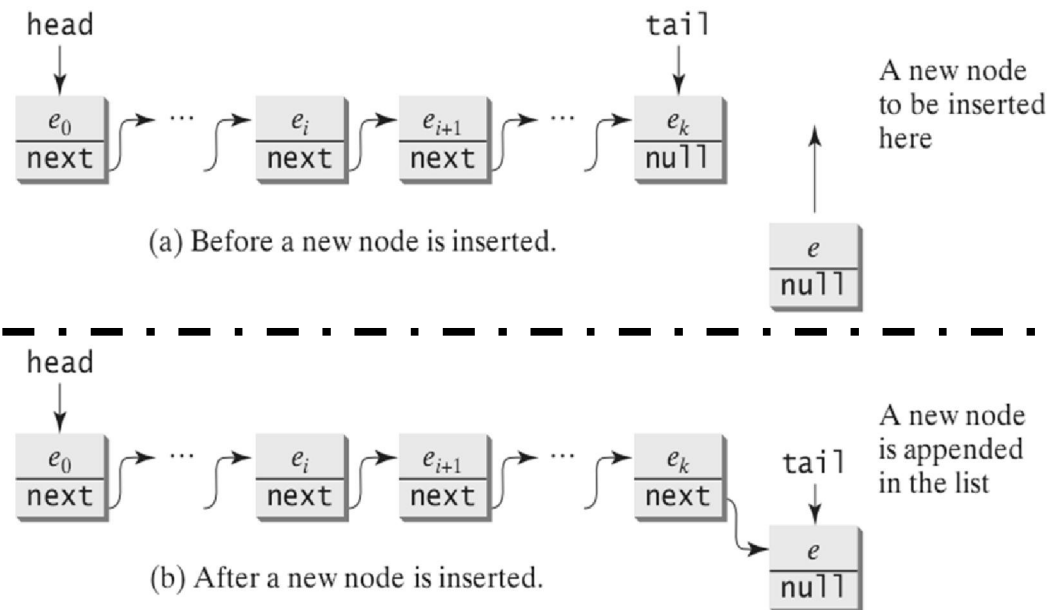 head tail
A new node
to be inserted
here
e₀ ... eᵢ eᵢ₊₁ ... eₖ
next next next null
(a) Before a new node is inserted.
e
null
head
A new node
is appended
in the list
e₀ ... eᵢ eᵢ₊₁ ... eₖ
tail
next next next next
e
null
(b) After a new node is inserted.